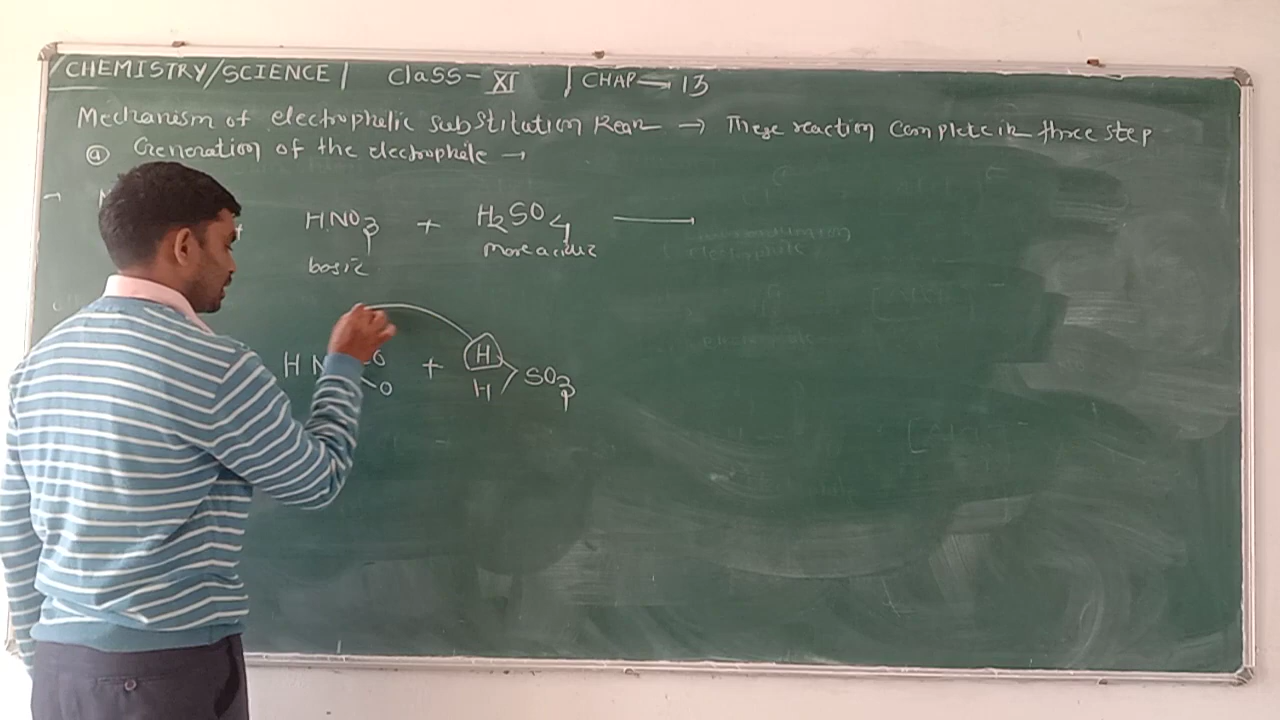 CHEMISTRY/SCIENCE | Class - XI | CHAP → 13
Mechanism of electrophelic substitution Rean → These reaction complete in three step
ⓐ Generation of the electrophile →
HNO3 + H2SO4 →
basic more acidic
H N O + H
O H SO3